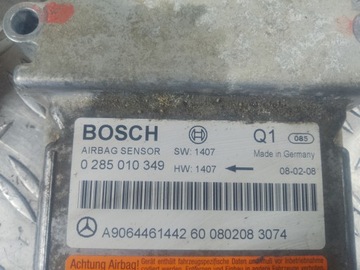 BOSCH Q1 085
AIRBAG SENSOR SW: 1407 Made in Germany
0 285 010 349 HW: 1407 08-02-08
A9064461442 60 080208 3074
Achtung Airbag!